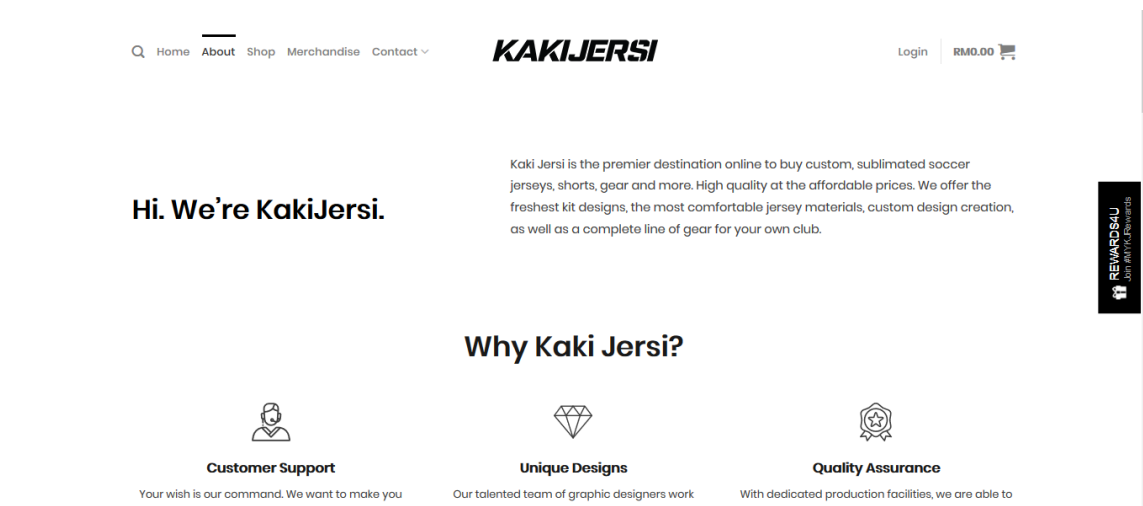 Home About Shop Merchandise Contact
KAKIJERSI
Login RM0.00
Hi. We're KakiJersi.
Kaki Jersi is the premier destination online to buy custom, sublimated soccer
jerseys, shorts, gear and more. High quality at the affordable prices. We offer the
freshest kit designs, the most comfortable jersey materials, custom design creation,
as well as a complete line of gear for your own club.
REWARDS4U
Join #MYKJRewards
Why Kaki Jersi?
Customer Support
Your wish is our command. We want to make you
Unique Designs
Our talented team of graphic designers work
Quality Assurance
With dedicated production facilities, we are able to